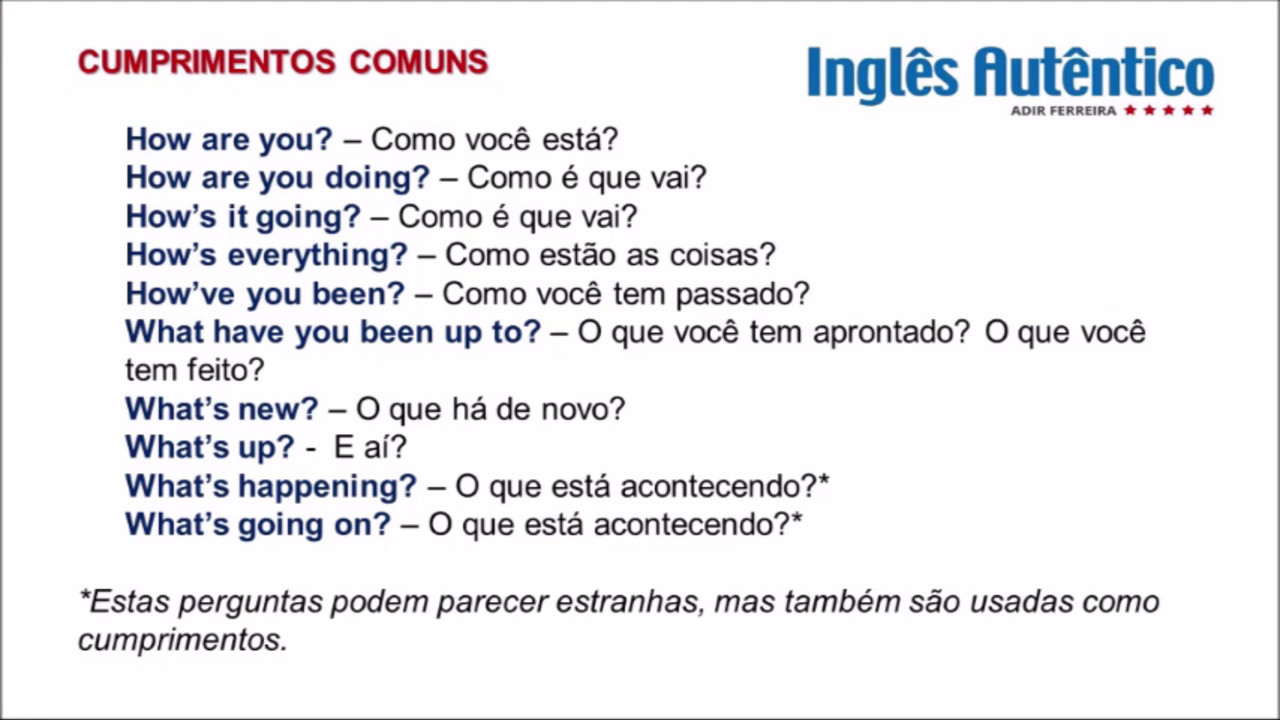 CUMPRIMENTOS COMUNS
Inglês Autêntico
ADIR FERREIRA
How are you? – Como você está?
How are you doing? – Como é que vai?
How’s it going? – Como é que vai?
How’s everything? – Como estão as coisas?
How’ve you been? – Como você tem passado?
What have you been up to? – O que você tem aprontado? O que você
tem feito?
What’s new? – O que há de novo?
What’s up? - E aí?
What’s happening? – O que está acontecendo?*
What’s going on? – O que está acontecendo?*
*Estas perguntas podem parecer estranhas, mas também são usadas como
cumprimentos.